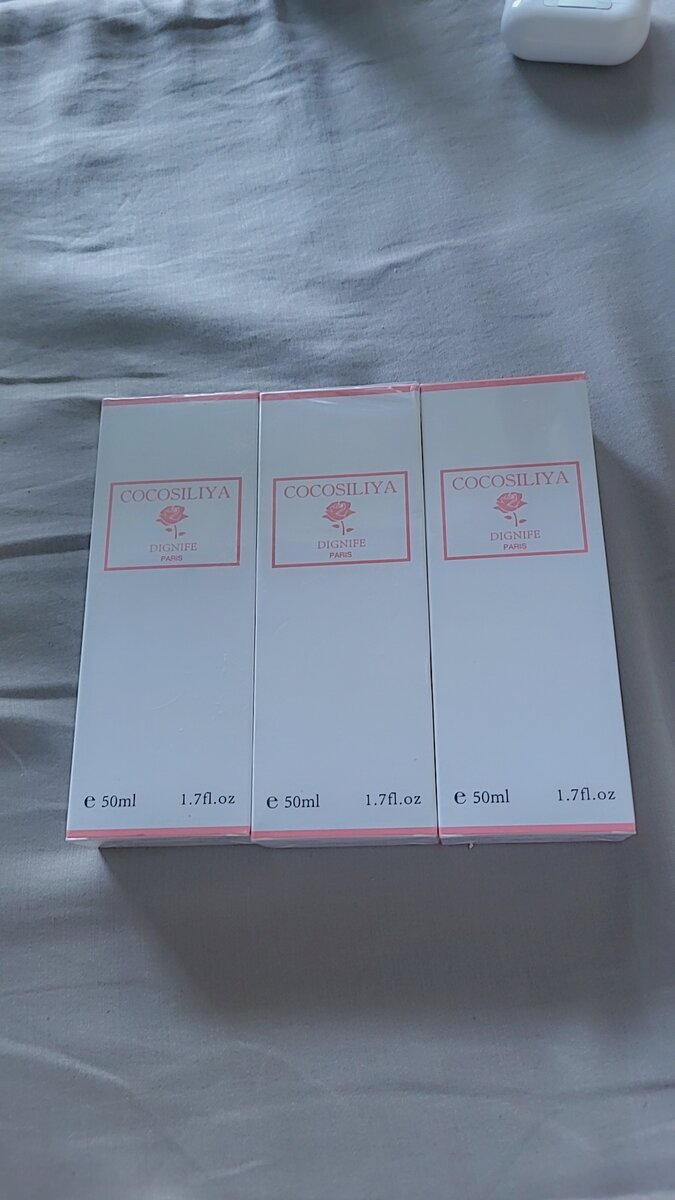 COCOSILIYA
DIGNIFE
PARIS
e 50ml 1.7fl.oz
COCOSILIYA
DIGNIFE
PARIS
e 50ml 1.7fl.oz
COCOSILIYA
DIGNIFE
PARIS
e 50ml 1.7fl.oz